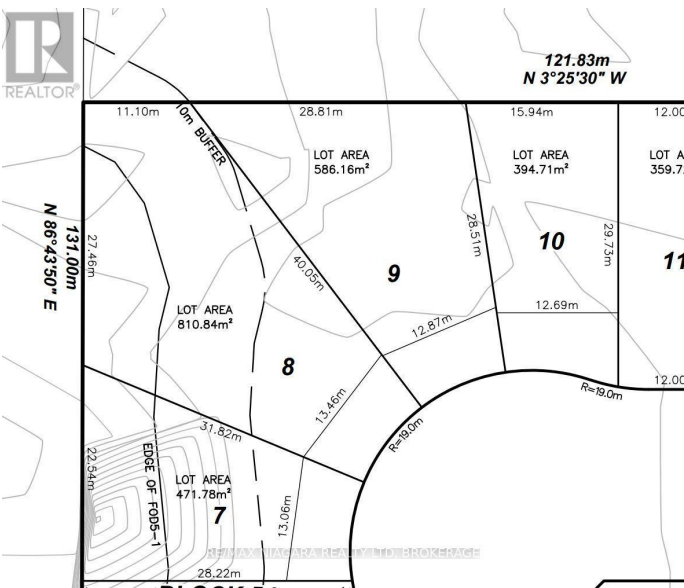 REALTOR®
121.83m
N 3°25'30" W
11.10m
28.81m
15.94m
12.00
10m BUFFER
LOT AREA
586.16m²
LOT AREA
394.71m²
LOT A
359.7
131.00m
N 86°43'50" E
27.46m
40.05m
28.51m
29.73m
9
10
11
12.87m
12.69m
LOT AREA
810.84m²
8
13.46m
R=19.0m
R=19.0m
12.00
31.82m
22.54m
EDGE OF FOD5-1
LOT AREA
471.78m²
7
13.06m
RE/MAX NIAGARA REALTY LTD, BROKERAGE
28.22m